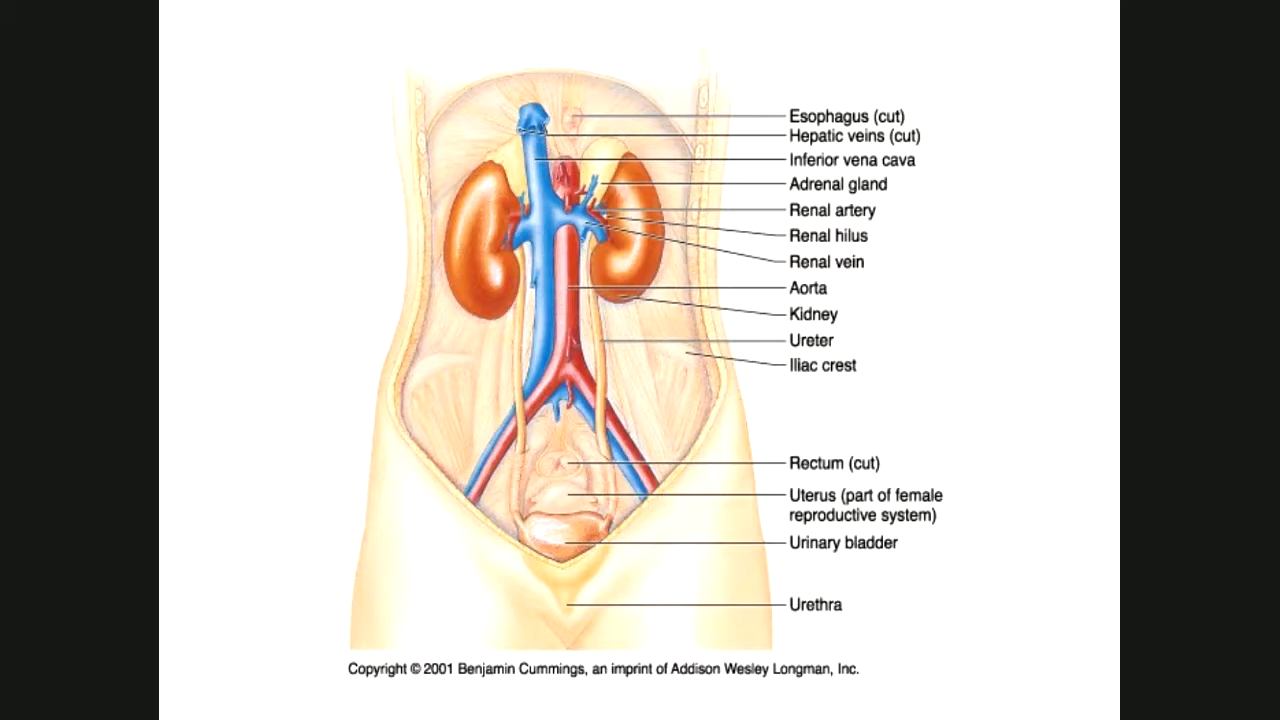 Esophagus (cut)
Hepatic veins (cut)
Inferior vena cava
Adrenal gland
Renal artery
Renal hilus
Renal vein
Aorta
Kidney
Ureter
Iliac crest
Rectum (cut)
Uterus (part of female
reproductive system)
Urinary bladder
Urethra
Copyright © 2001 Benjamin Cummings, an imprint of Addison Wesley Longman, Inc.